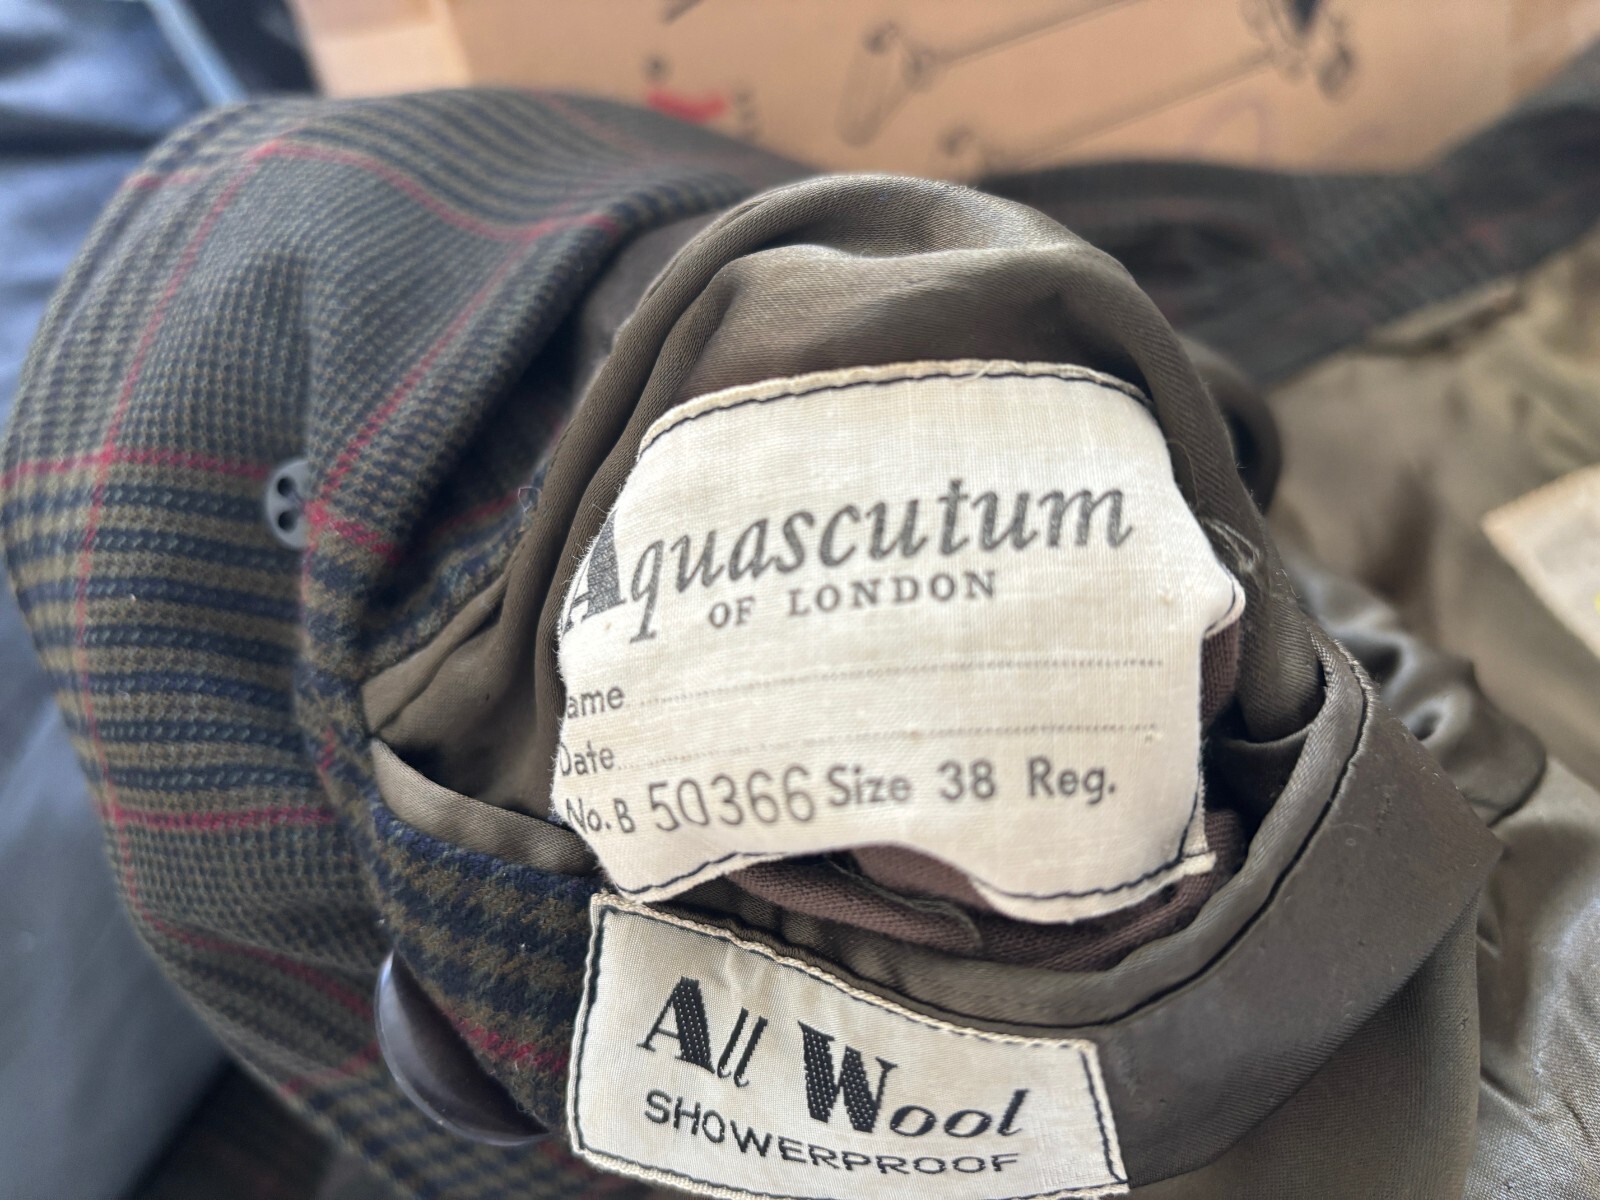 Aquascutum
OF LONDON
ame
Date
No. B 50366 Size 38 Reg.
All Wool
SHOWERPROOF